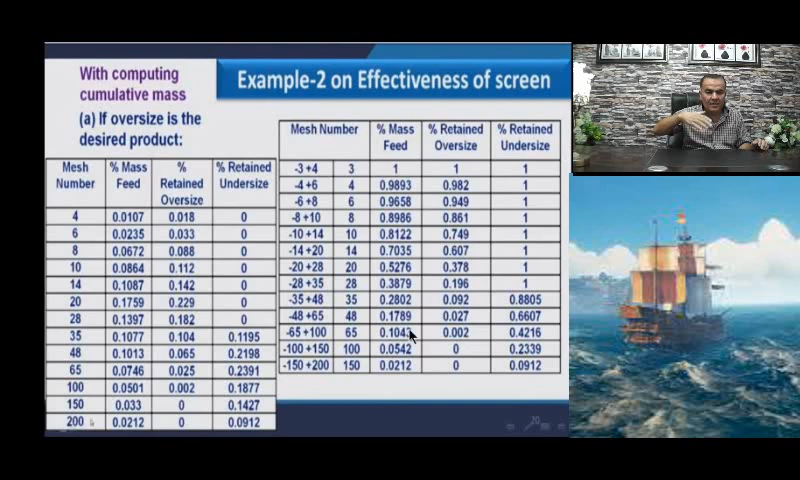 With computing
cumulative mass
Example-2 on Effectiveness of screen
(a) If oversize is the
desired product:
Mesh Number % Mass Feed % Retained Oversize % Retained Undersize
4 0.0107 0.018 0
6 0.0235 0.033 0
8 0.0672 0.088 0
10 0.0864 0.112 0
14 0.1087 0.142 0
20 0.1759 0.229 0
28 0.1397 0.182 0
35 0.1077 0.104 0.1195
48 0.1013 0.065 0.2198
65 0.0746 0.025 0.2391
100 0.0501 0.002 0.1877
150 0.033 0 0.1427
200 0.0212 0 0.0912
Mesh Number % Mass Feed % Retained Oversize % Retained Undersize
-3 +4 3 1 1 1
-4 +6 4 0.9893 0.982 1
-6 +8 6 0.9658 0.949 1
-8 +10 8 0.8986 0.861 1
-10 +14 10 0.8122 0.749 1
-14 +20 14 0.7035 0.607 1
-20 +28 20 0.5276 0.378 1
-28 +35 28 0.3879 0.196 1
-35 +48 35 0.2802 0.092 0.8805
-48 +65 48 0.1789 0.027 0.6607
-65 +100 65 0.1043 0.002 0.4216
-100 +150 100 0.0542 0 0.2339
-150 +200 150 0.0212 0 0.0912